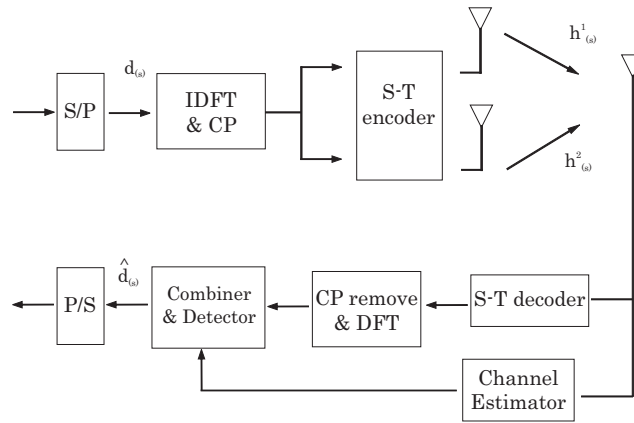 S/P
d(s)
IDFT
& CP
S-T
encoder
h¹(s)
h²(s)
P/S
d̂(s)
Combiner
& Detector
CP remove
& DFT
S-T decoder
Channel
Estimator